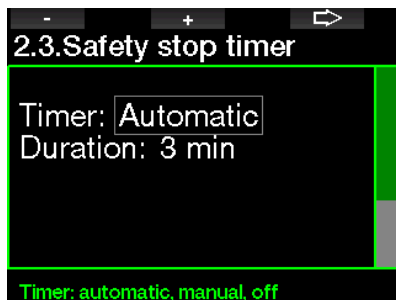 - +
2.3.Safety stop timer
Timer: Automatic
Duration: 3 min
Timer: automatic, manual, off